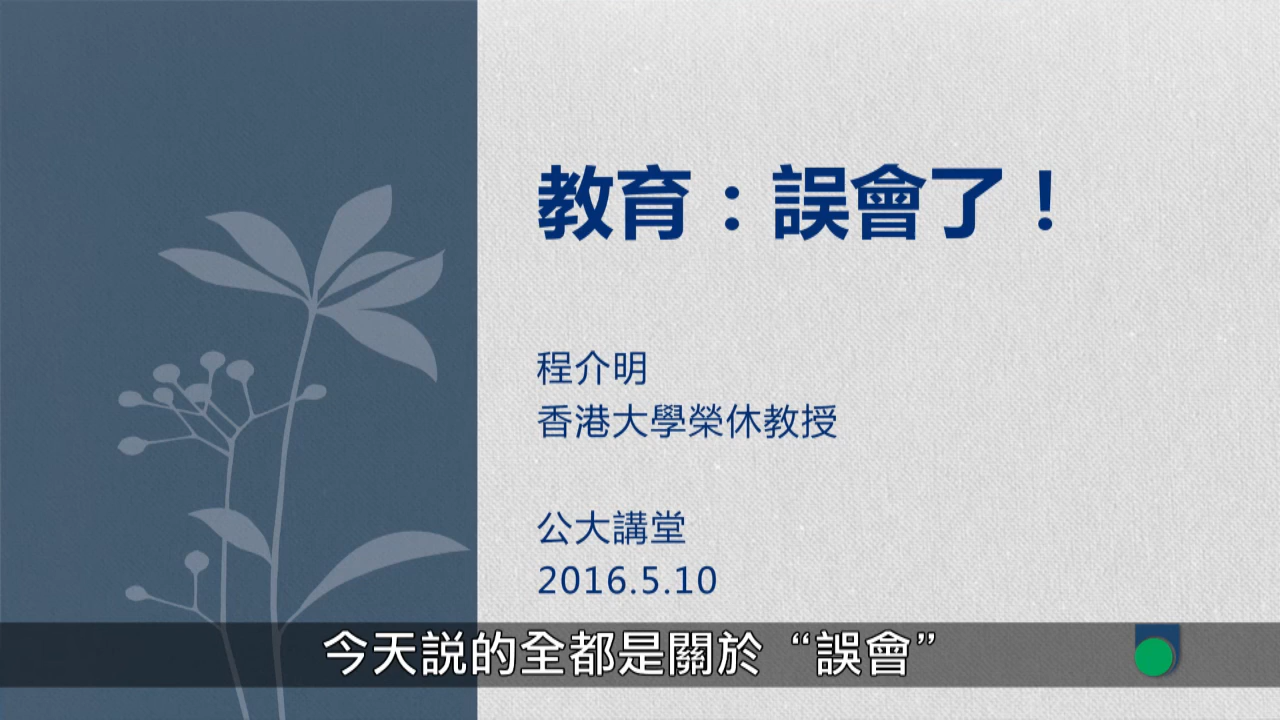 教育：誤會了！
程介明
香港大學榮休教授
公大講堂
2016.5.10
今天説的全都是關於“誤會”